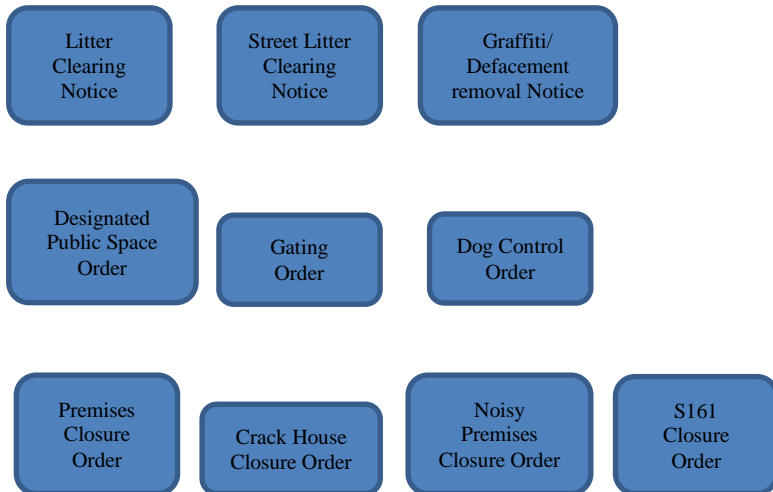 Litter
Clearing
Notice
Street Litter
Clearing
Notice
Graffiti/
Defacement
removal Notice
Designated
Public Space
Order
Gating
Order
Dog Control
Order
Premises
Closure
Order
Crack House
Closure Order
Noisy
Premises
Closure Order
S161
Closure
Order